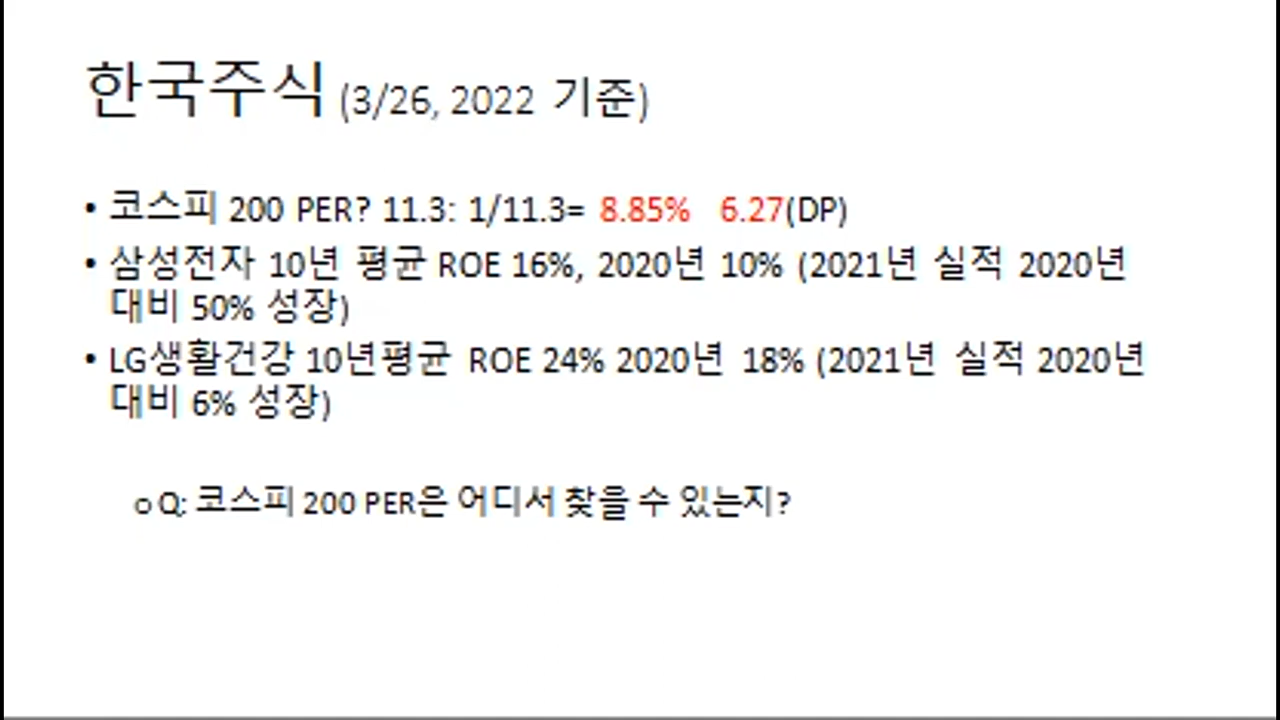 한국주식 (3/26, 2022 기준)
• 코스피 200 PER? 11.3: 1/11.3= 8.85% 6.27(DP)
• 삼성전자 10년 평균 ROE 16%, 2020년 10% (2021년 실적 2020년
대비 50% 성장)
• LG생활건강 10년평균 ROE 24% 2020년 18% (2021년 실적 2020년
대비 6% 성장)
o Q: 코스피 200 PER은 어디서 찾을 수 있는지?